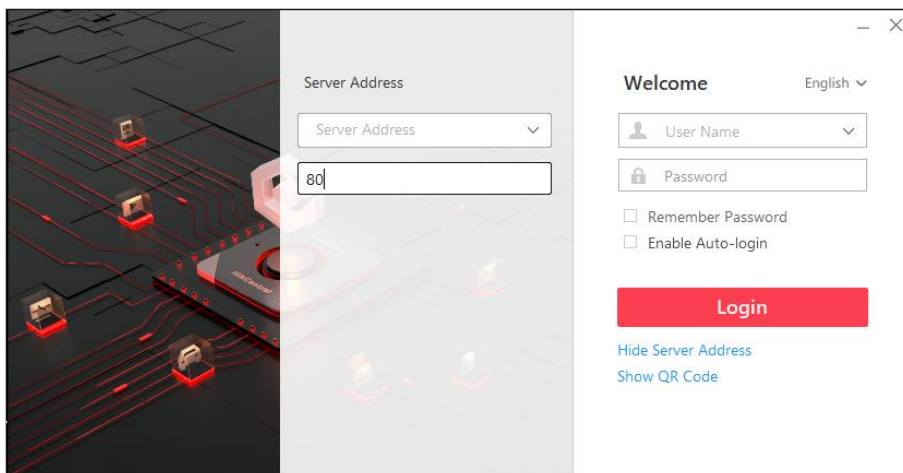 Server Address
Server Address
80
HikCentral
Welcome
English
User Name
Password
Remember Password
Enable Auto-login
Login
Hide Server Address
Show QR Code